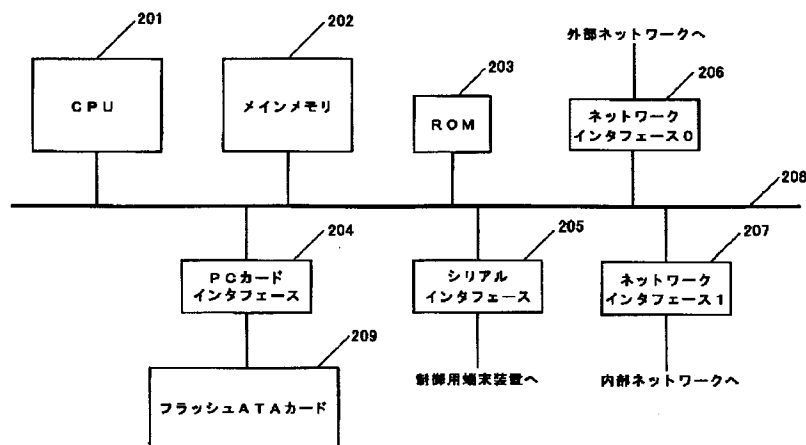 201
202
203
外部ネットワークへ
206
CPU
メインメモリ
ROM
ネットワーク
インタフェース0
208
204
205
207
PCカード
インタフェース
シリアル
インタフェース
ネットワーク
インタフェース1
209
フラッシュATAカード
制御用端末装置へ
内部ネットワークへ